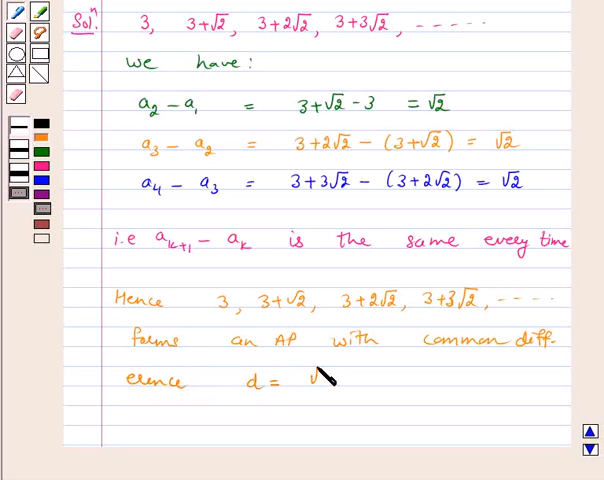 Solⁿ 3, 3+√2, 3+2√2, 3+3√2, -----
we have:
a₂ - a₁ = 3+√2 - 3 = √2
a₃ - a₂ = 3+2√2 - (3+√2) = √2
a₄ - a₃ = 3+3√2 - (3+2√2) = √2
i.e aₖ₊₁ - aₖ is the same every time
Hence 3, 3+√2, 3+2√2, 3+3√2, -----
forms an AP with common diff-
erence d = √